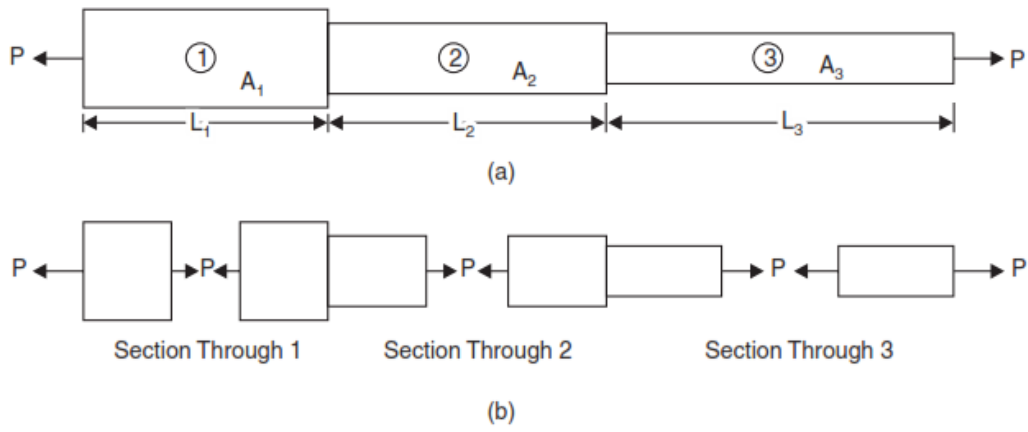 P ① A₁ ② A₂ ③ A₃ P
L₁ L₂ L₃
(a)
P P P P P
Section Through 1 Section Through 2 Section Through 3
(b)